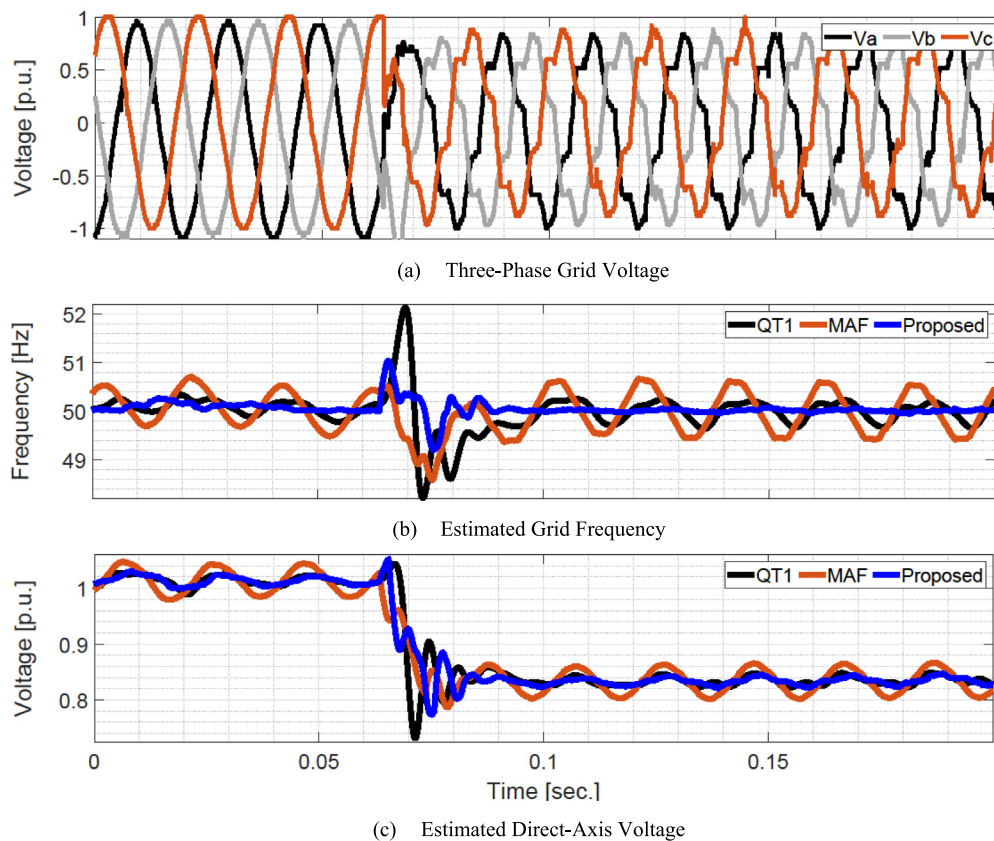 Voltage [p.u.]
1
0.5
0
-0.5
-1
Va Vb Vc
(a) Three-Phase Grid Voltage
Frequency [Hz]
52
51
50
49
QT1 MAF Proposed
(b) Estimated Grid Frequency
Voltage [p.u.]
1
0.9
0.8
QT1 MAF Proposed
0 0.05 0.1 0.15
Time [sec.]
(c) Estimated Direct-Axis Voltage